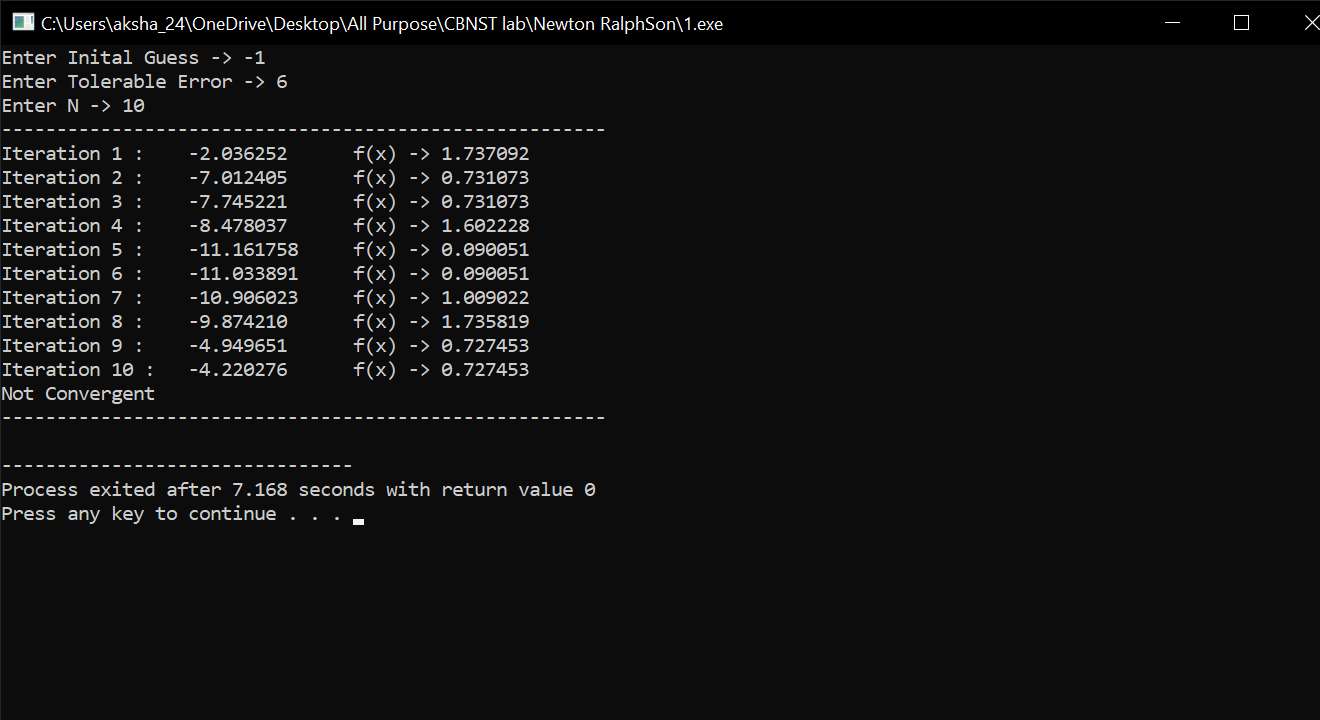 C:\Users\aksha_24\OneDrive\Desktop\All Purpose\CBNST lab\Newton RalphSon\1.exe
Enter Inital Guess -> -1
Enter Tolerable Error -> 6
Enter N -> 10
-------------------------------------------------------
Iteration 1 :    -2.036252      f(x) -> 1.737092
Iteration 2 :    -7.012405      f(x) -> 0.731073
Iteration 3 :    -7.745221      f(x) -> 0.731073
Iteration 4 :    -8.478037      f(x) -> 1.602228
Iteration 5 :    -11.161758     f(x) -> 0.090051
Iteration 6 :    -11.033891     f(x) -> 0.090051
Iteration 7 :    -10.906023     f(x) -> 1.009022
Iteration 8 :    -9.874210      f(x) -> 1.735819
Iteration 9 :    -4.949651      f(x) -> 0.727453
Iteration 10 :   -4.220276      f(x) -> 0.727453
Not Convergent
-------------------------------------------------------
--------------------------------
Process exited after 7.168 seconds with return value 0
Press any key to continue . . .